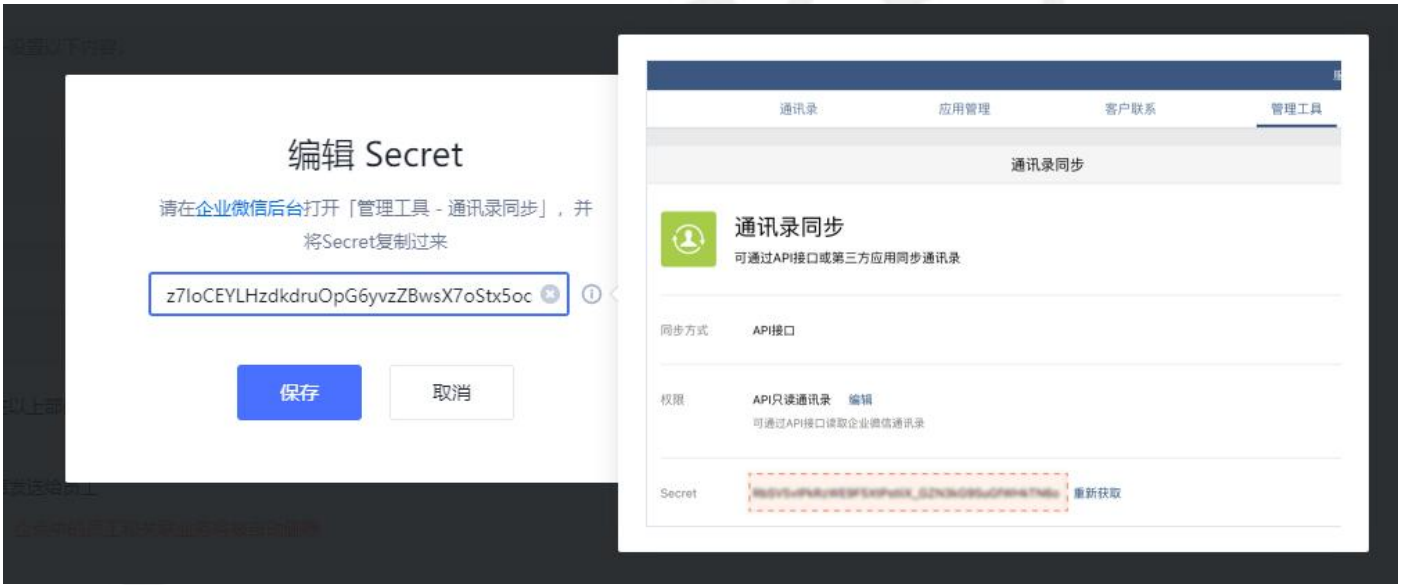 编辑 Secret
请在企业微信后台打开「管理工具 - 通讯录同步」，并
将Secret复制过来
z7IoCEYLHzdkdruOpG6yvzZBwsX7oStx5oc
保存
取消
通讯录
应用管理
客户联系
管理工具
通讯录同步
通讯录同步
可通过API接口或第三方应用同步通讯录
同步方式
API接口
权限
API只读通讯录 编辑
可通过API接口读取企业微信通讯录
Secret
重新获取